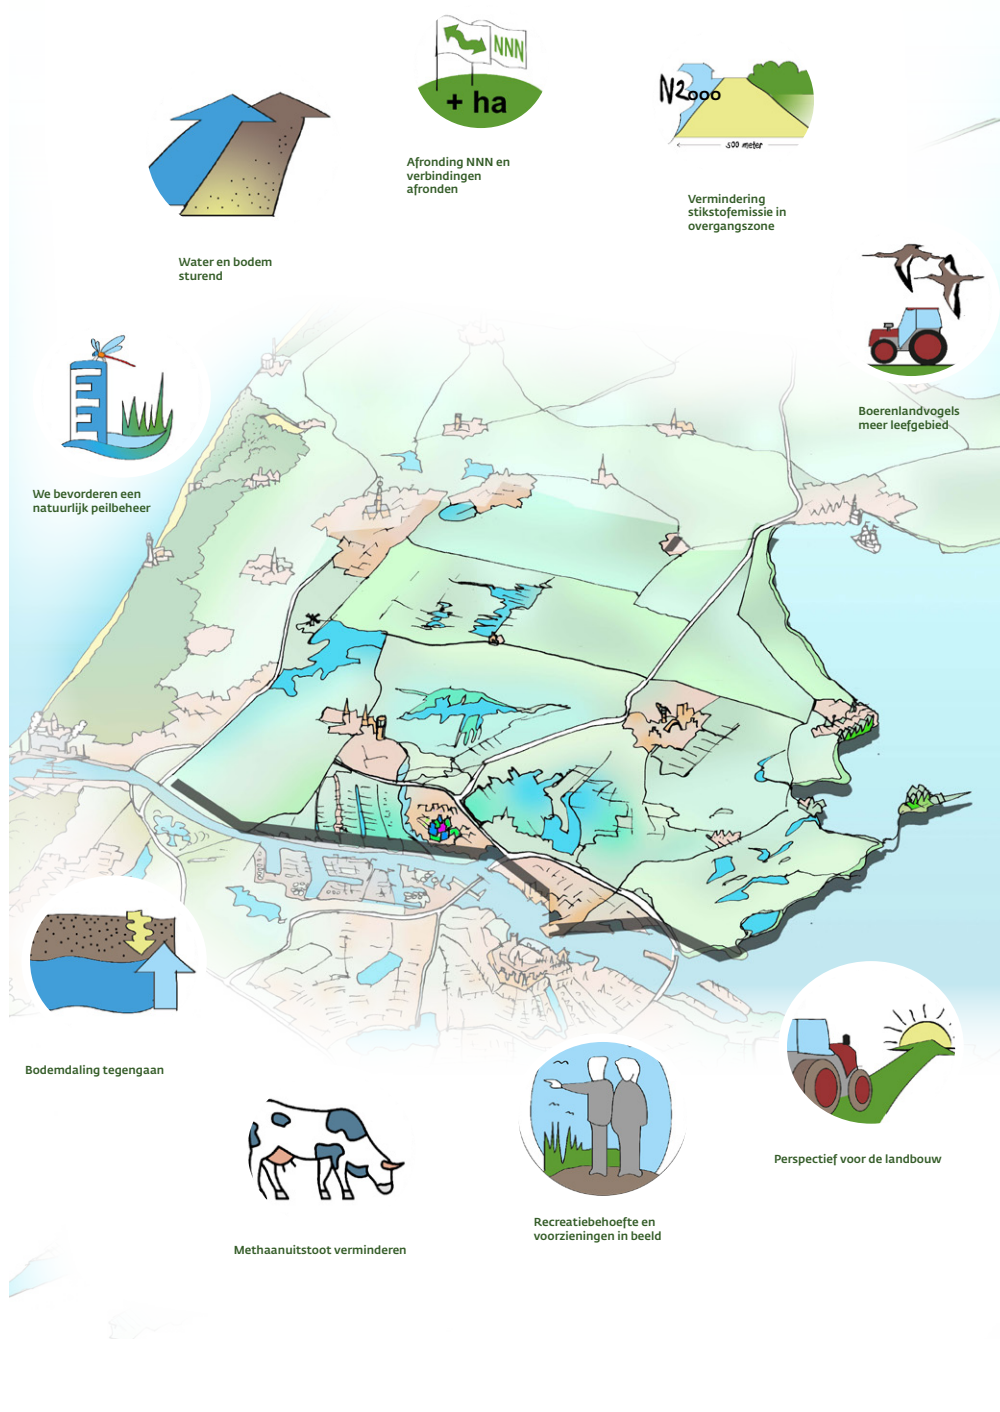 NNN
+ ha
N2000
500 meter
Afronding NNN en
verbindingen
afronden
Vermindering
stikstofemissie in
overgangszone
Water en bodem
sturend
Boerenlandvogels
meer leefgebied
We bevorderen een
natuurlijk peilbeheer
Bodemdaling tegengaan
Perspectief voor de landbouw
Recreatiebehoefte en
voorzieningen in beeld
Methaanuitstoot verminderen